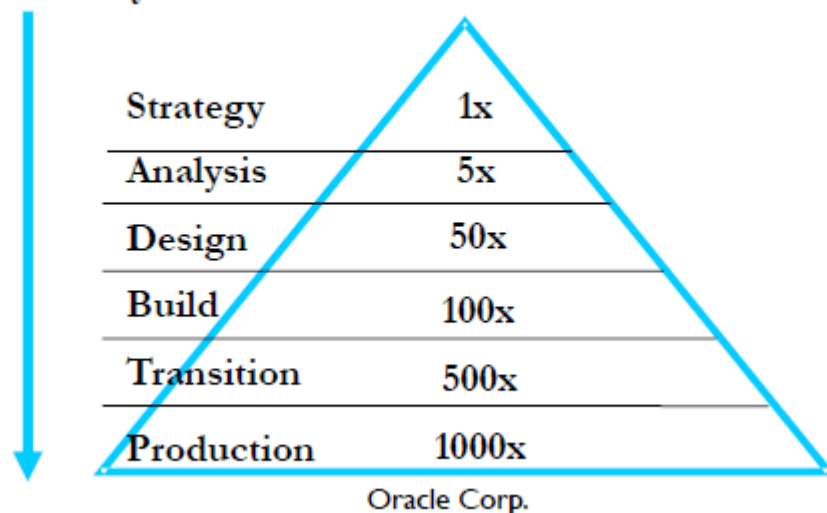 Strategy 1x
Analysis 5x
Design 50x
Build 100x
Transition 500x
Production 1000x
Oracle Corp.